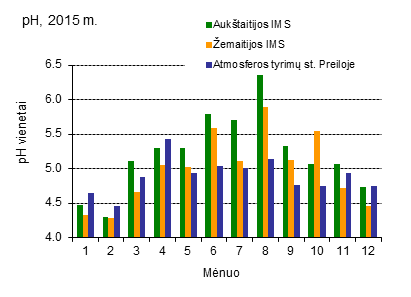 pH, 2015 m.
Aukštaitijos IMS
Žemaitijos IMS
Atmosferos tyrimų st. Preiloje
pH vienetai
6.5
6.0
5.5
5.0
4.5
4.0
1 2 3 4 5 6 7 8 9 10 11 12
Mėnuo